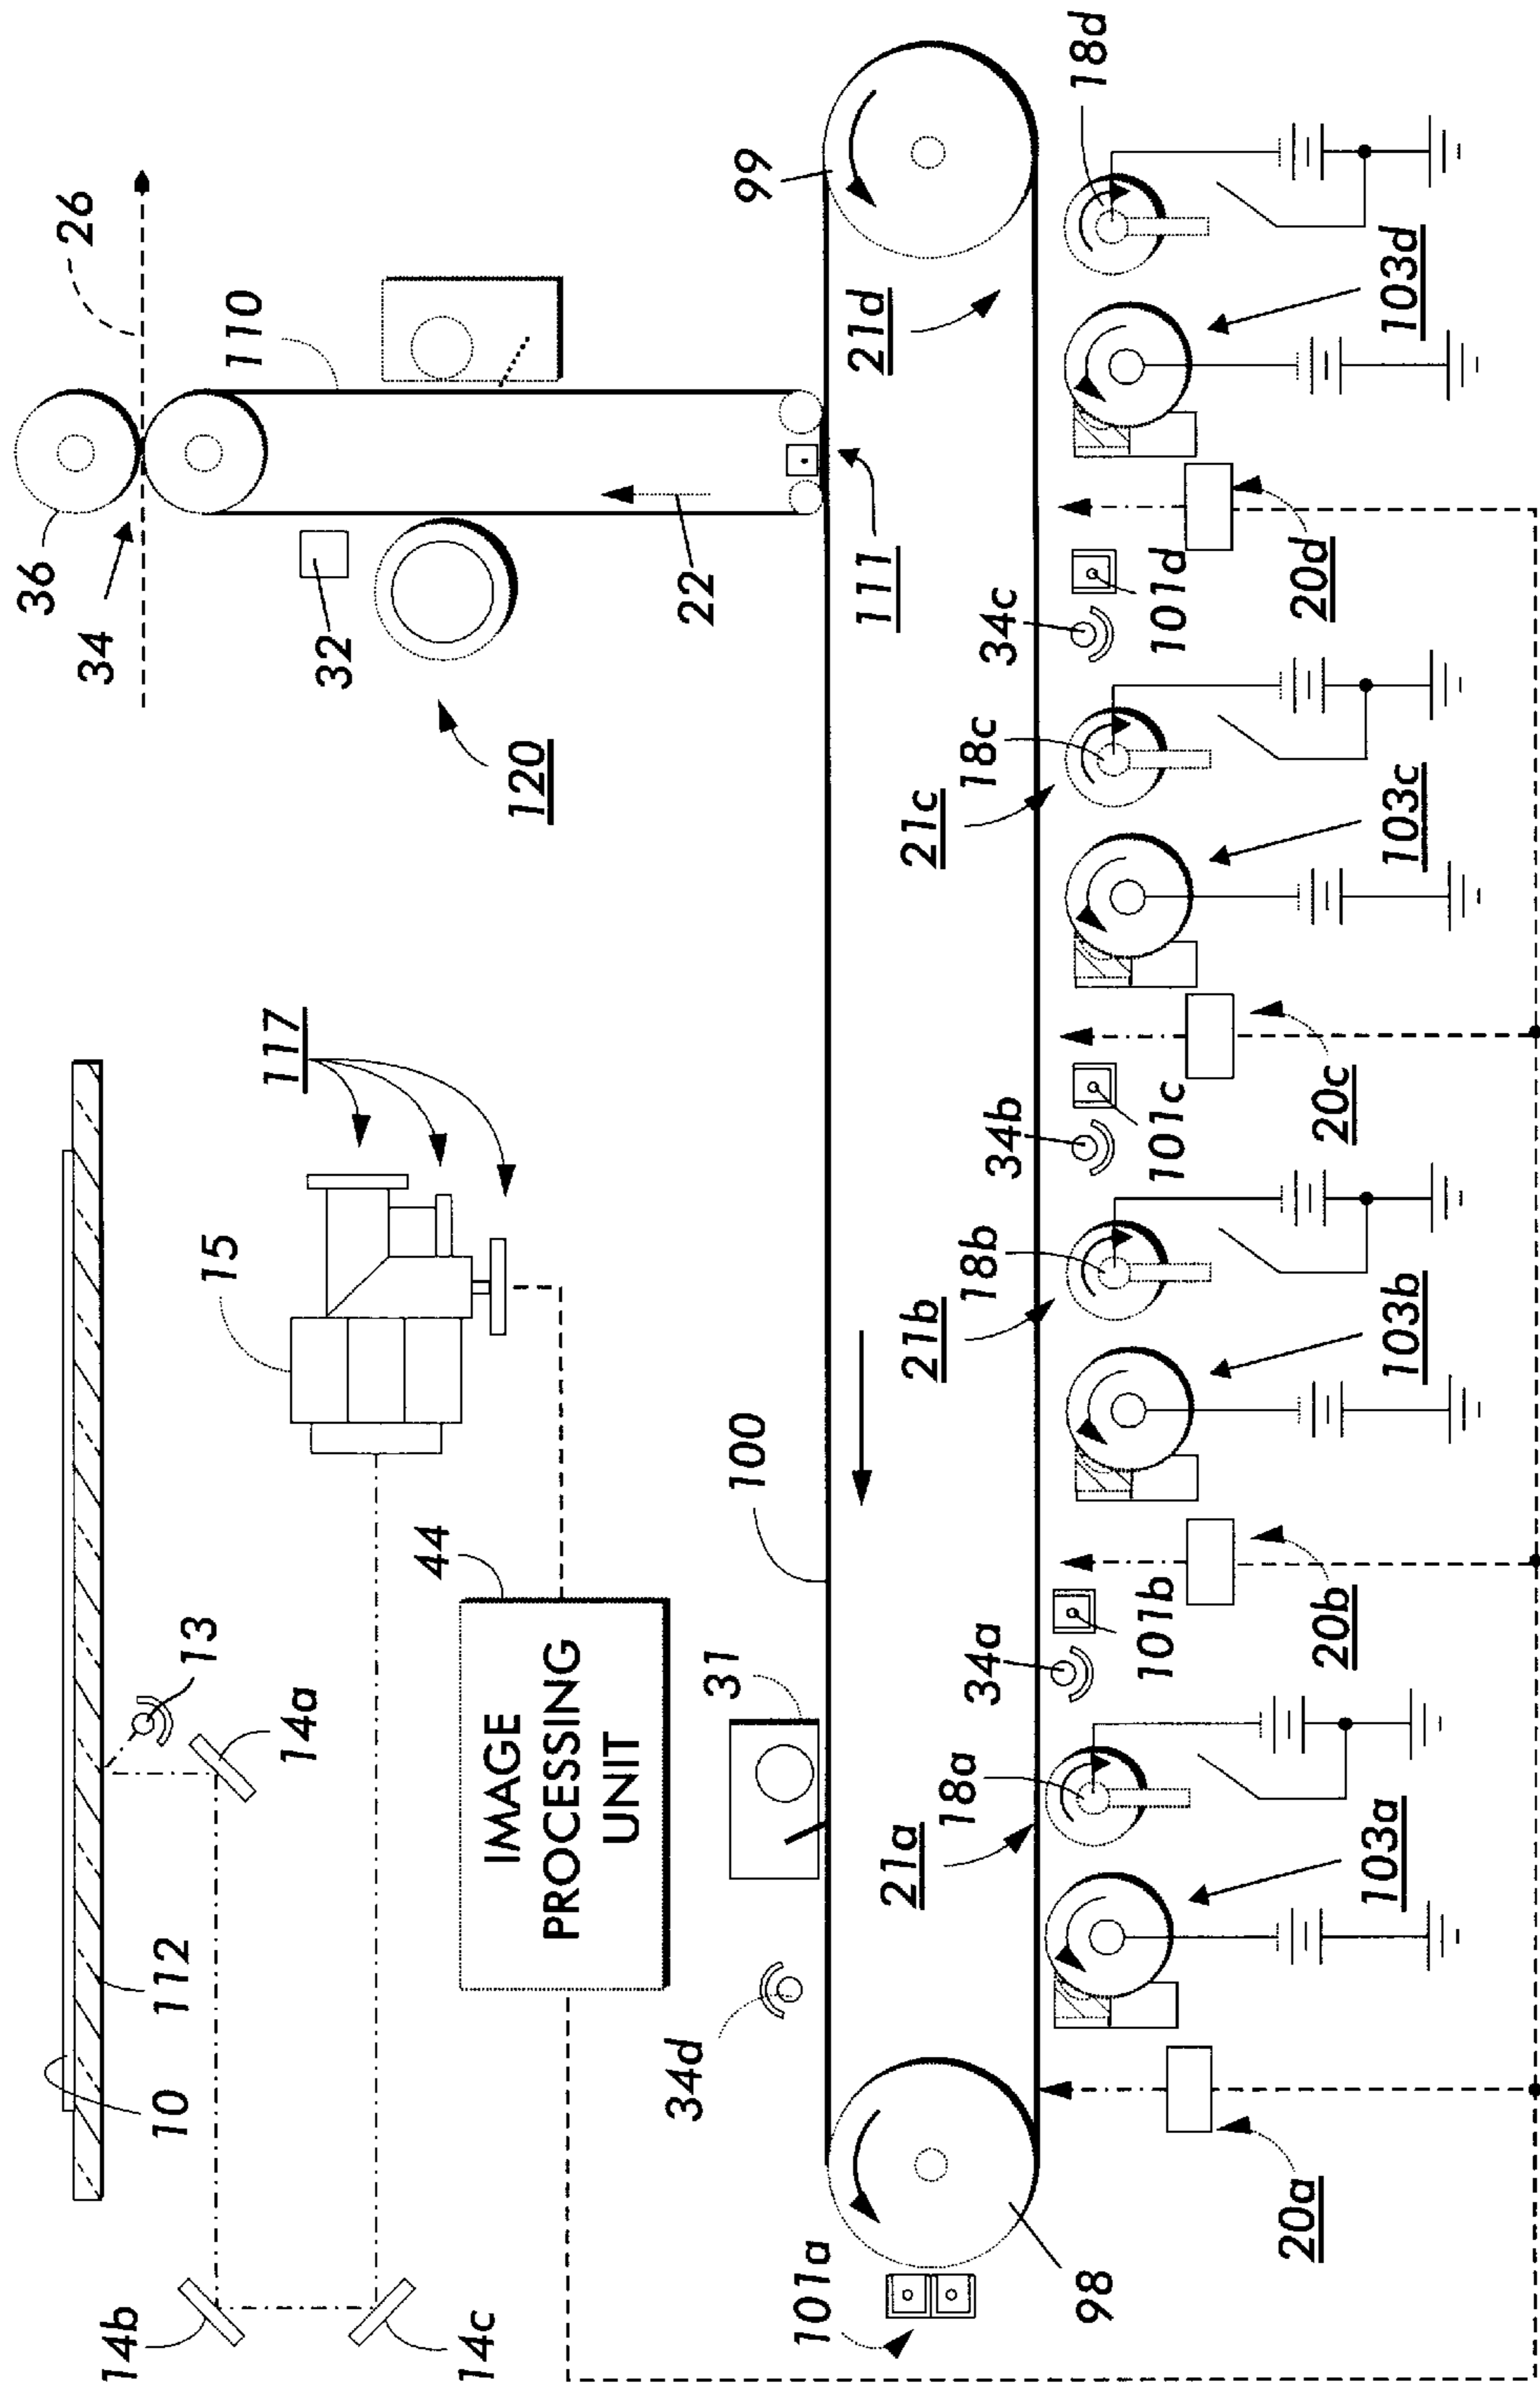 10
112
13
14a
14b
14c
15
117
IMAGE
PROCESSING
UNIT
44
36
34
26
110
32
120
22
111
99
100
31
34d
101a
98
21a
18a
34a
21b
18b
34b
21c
18c
34c
21d
18d
101b
101c
101d
20a
103a
20b
103b
20c
103c
20d
103d